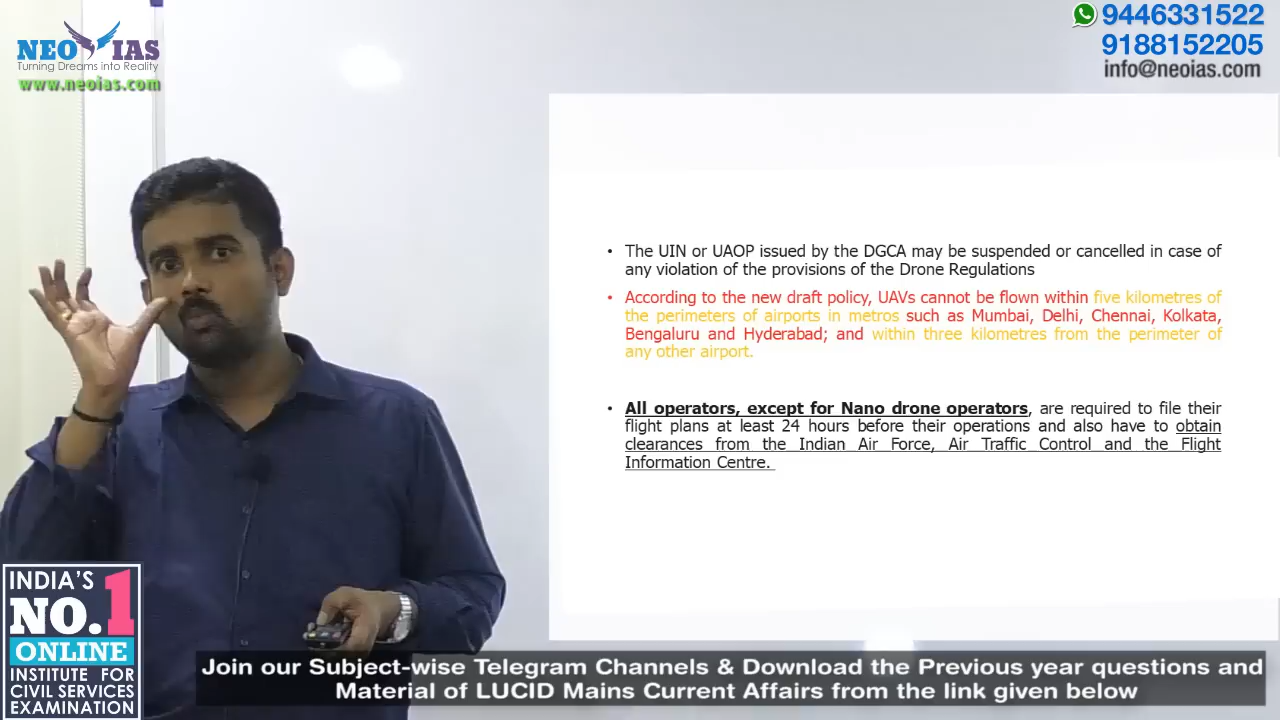 NEO IAS
Turning Dreams into Reality
www.neoias.com
9446331522
9188152205
info@neoias.com
• The UIN or UAOP issued by the DGCA may be suspended or cancelled in case of
any violation of the provisions of the Drone Regulations
• According to the new draft policy, UAVs cannot be flown within five kilometres of
the perimeters of airports in metros such as Mumbai, Delhi, Chennai, Kolkata,
Bengaluru and Hyderabad; and within three kilometres from the perimeter of
any other airport.
• All operators, except for Nano drone operators, are required to file their
flight plans at least 24 hours before their operations and also have to obtain
clearances from the Indian Air Force, Air Traffic Control and the Flight
Information Centre.
INDIA'S
NO.1
ONLINE
INSTITUTE FOR
CIVIL SERVICES
EXAMINATION
Join our Subject-wise Telegram Channels & Download the Previous year questions and
Material of LUCID Mains Current Affairs from the link given below